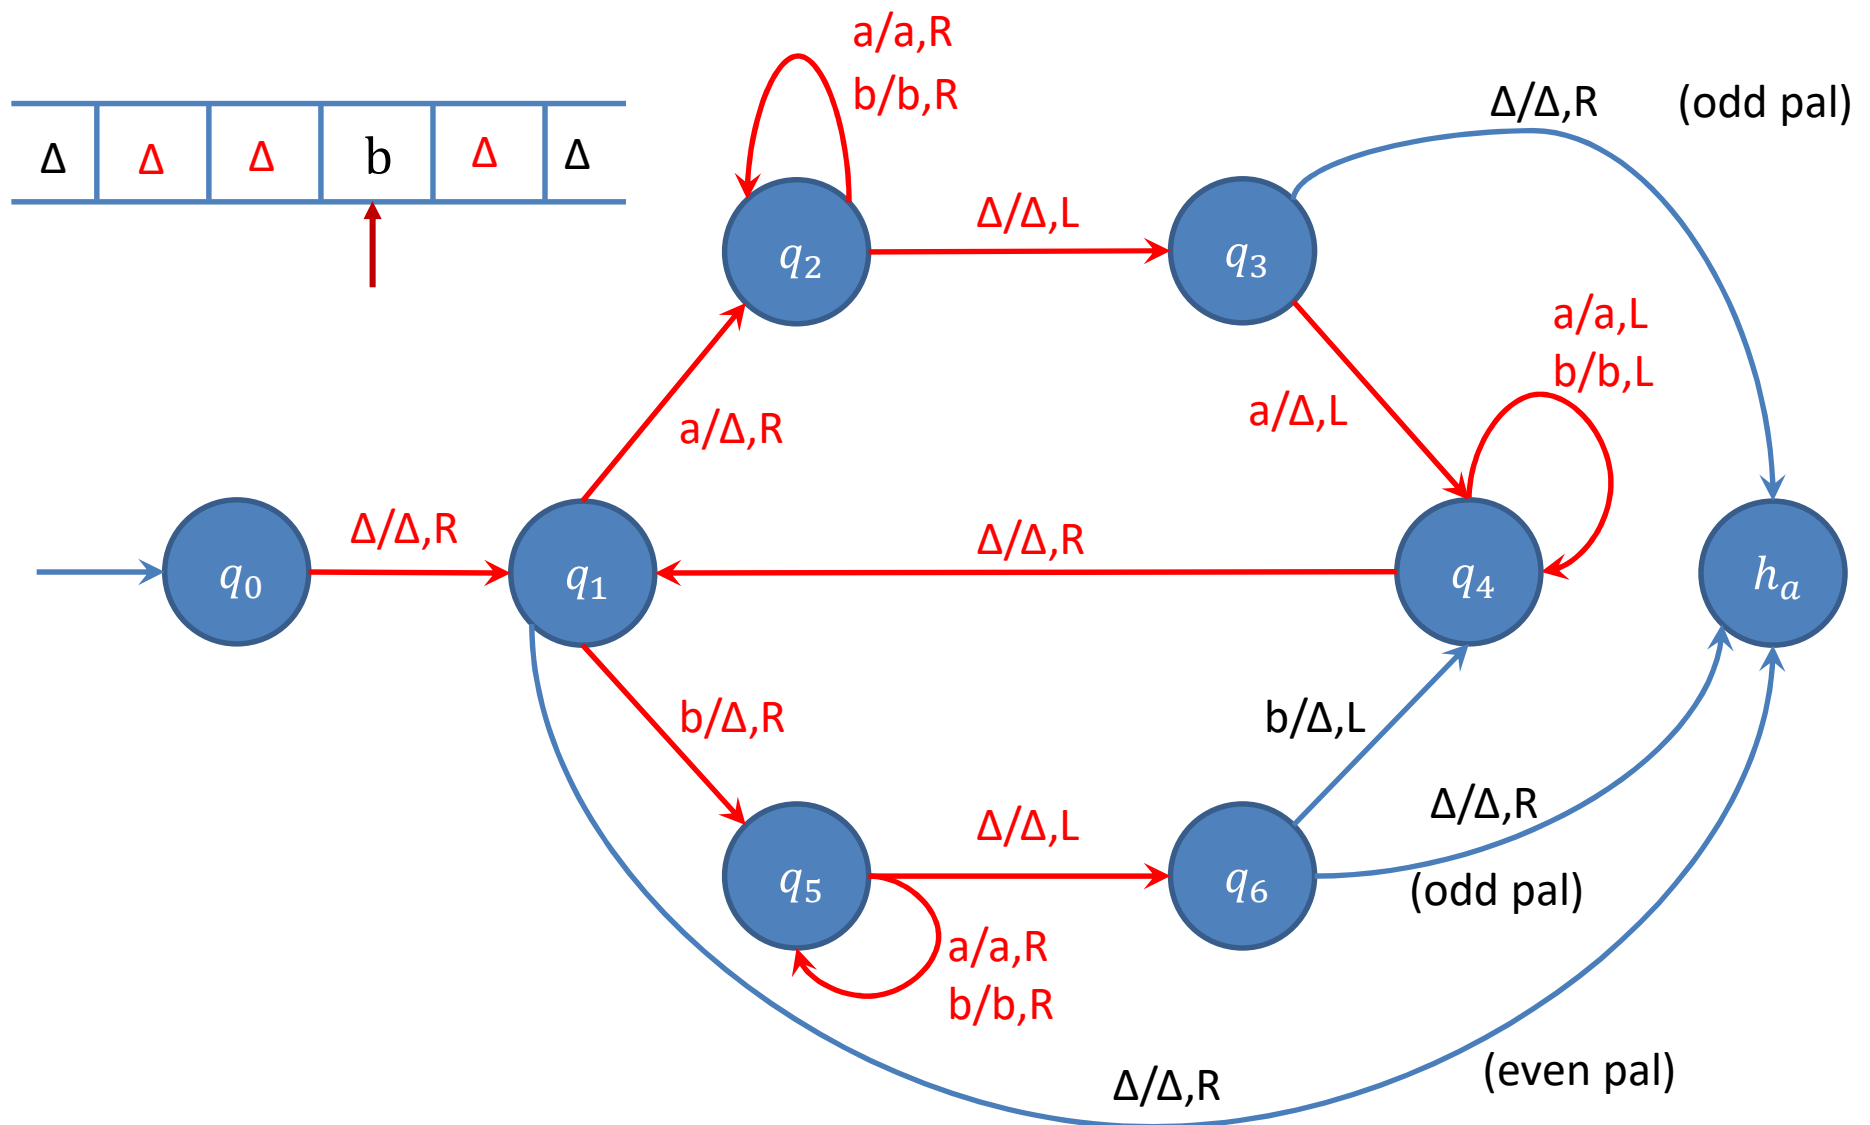 a/a,R
b/b,R
Δ/Δ,R (odd pal)
Δ Δ Δ b Δ Δ
Δ/Δ,L
q2
q3
a/a,L
b/b,L
a/Δ,R
a/Δ,L
Δ/Δ,R
Δ/Δ,R
q0
q1
q4
ha
b/Δ,R
b/Δ,L
Δ/Δ,L
Δ/Δ,R
q5
q6
(odd pal)
a/a,R
b/b,R
Δ/Δ,R
(even pal)